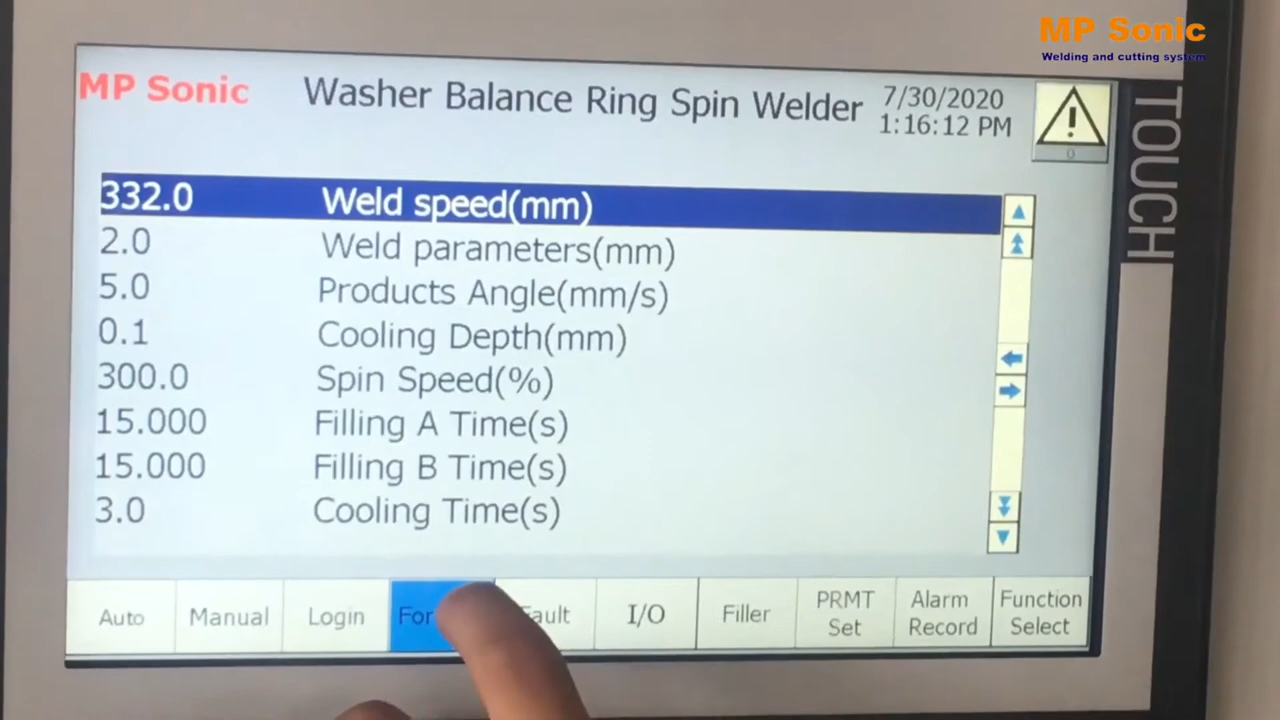 MP Sonic
Welding and cutting system
MP Sonic
Washer Balance Ring Spin Welder
7/30/2020
1:16:12 PM
0
TOUCH
332.0 Weld speed(mm)
2.0 Weld parameters(mm)
5.0 Products Angle(mm/s)
0.1 Cooling Depth(mm)
300.0 Spin Speed(%)
15.000 Filling A Time(s)
15.000 Filling B Time(s)
3.0 Cooling Time(s)
Auto
Manual
Login
I/O
Filler
PRMT
Set
Alarm
Record
Function
Select